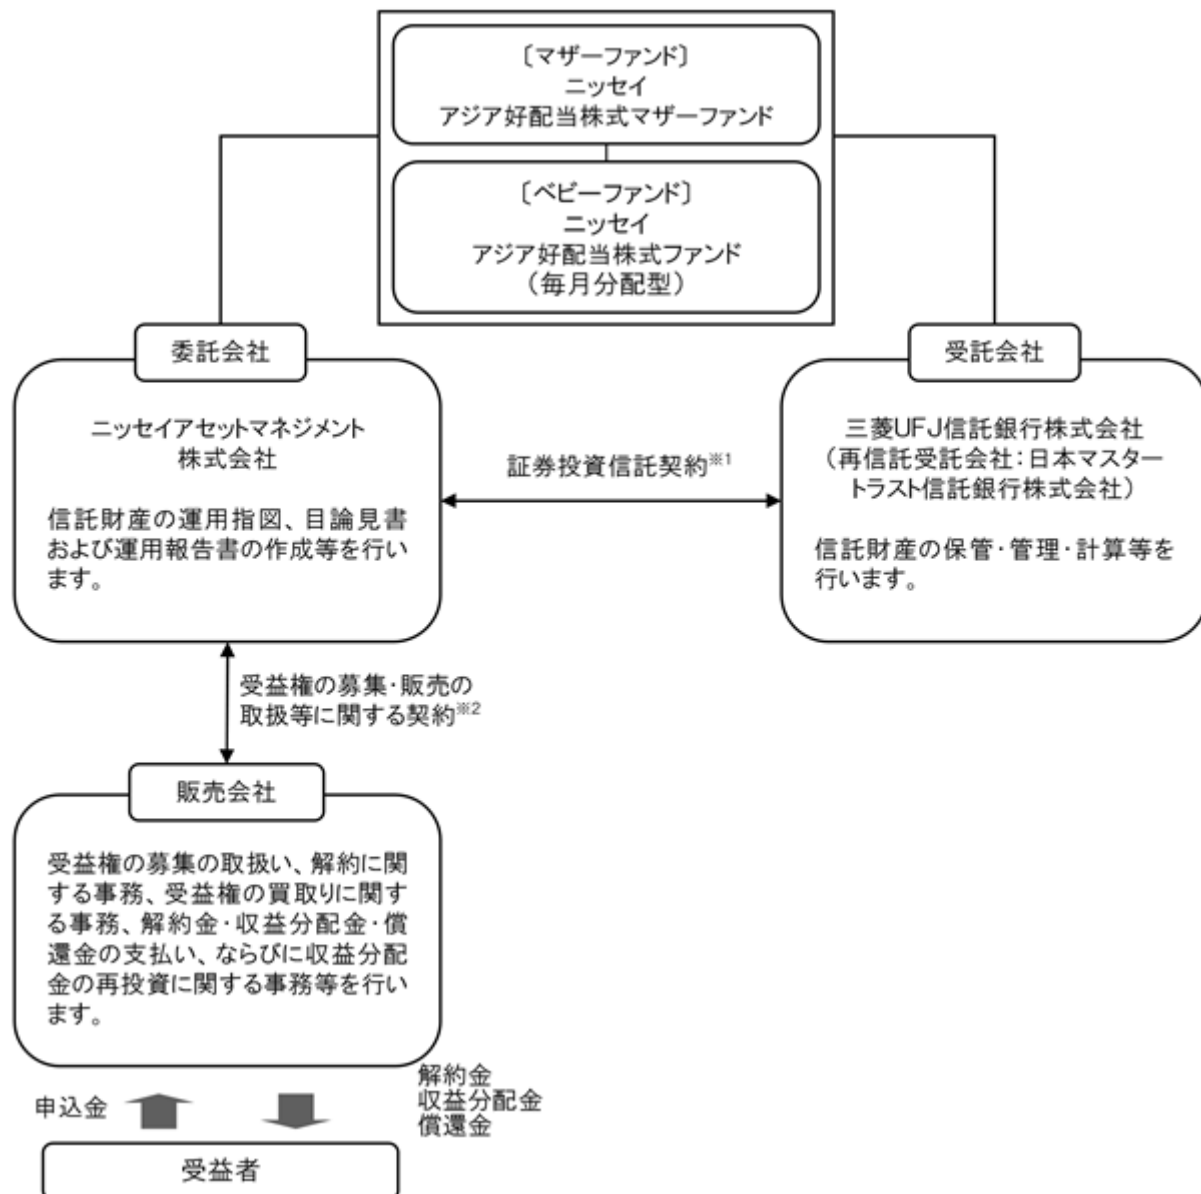 〔マザーファンド〕
ニッセイ
アジア好配当株式マザーファンド
〔ベビーファンド〕
ニッセイ
アジア好配当株式ファンド
（毎月分配型）
委託会社
受託会社
ニッセイアセットマネジメント
株式会社
信託財産の運用指図、目論見書
および運用報告書の作成等を行い
ます。
証券投資信託契約※1
三菱UFJ信託銀行株式会社
（再信託受託会社：日本マスター
トラスト信託銀行株式会社）
信託財産の保管・管理・計算等を
行います。
受益権の募集・販売の
取扱等に関する契約※2
販売会社
受益権の募集の取扱い、解約に関
する事務、受益権の買取りに関す
る事務、解約金・収益分配金・償
還金の支払い、ならびに収益分配
金の再投資に関する事務等を行い
ます。
申込金
解約金
収益分配金
償還金
受益者